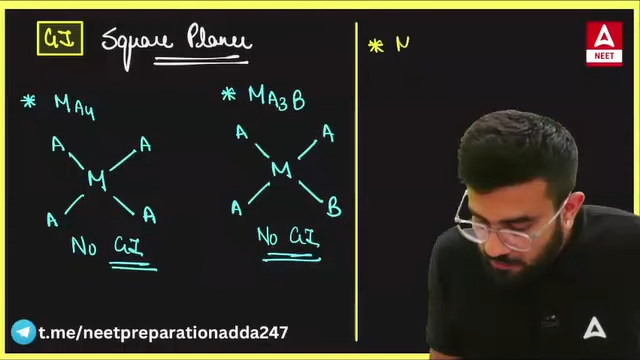 GI Square Planer
* MA4
A A
M
A A
No GI
* MA3B
A A
M
A B
No GI
* M
A
NEET
t.me/neetpreparationadda247